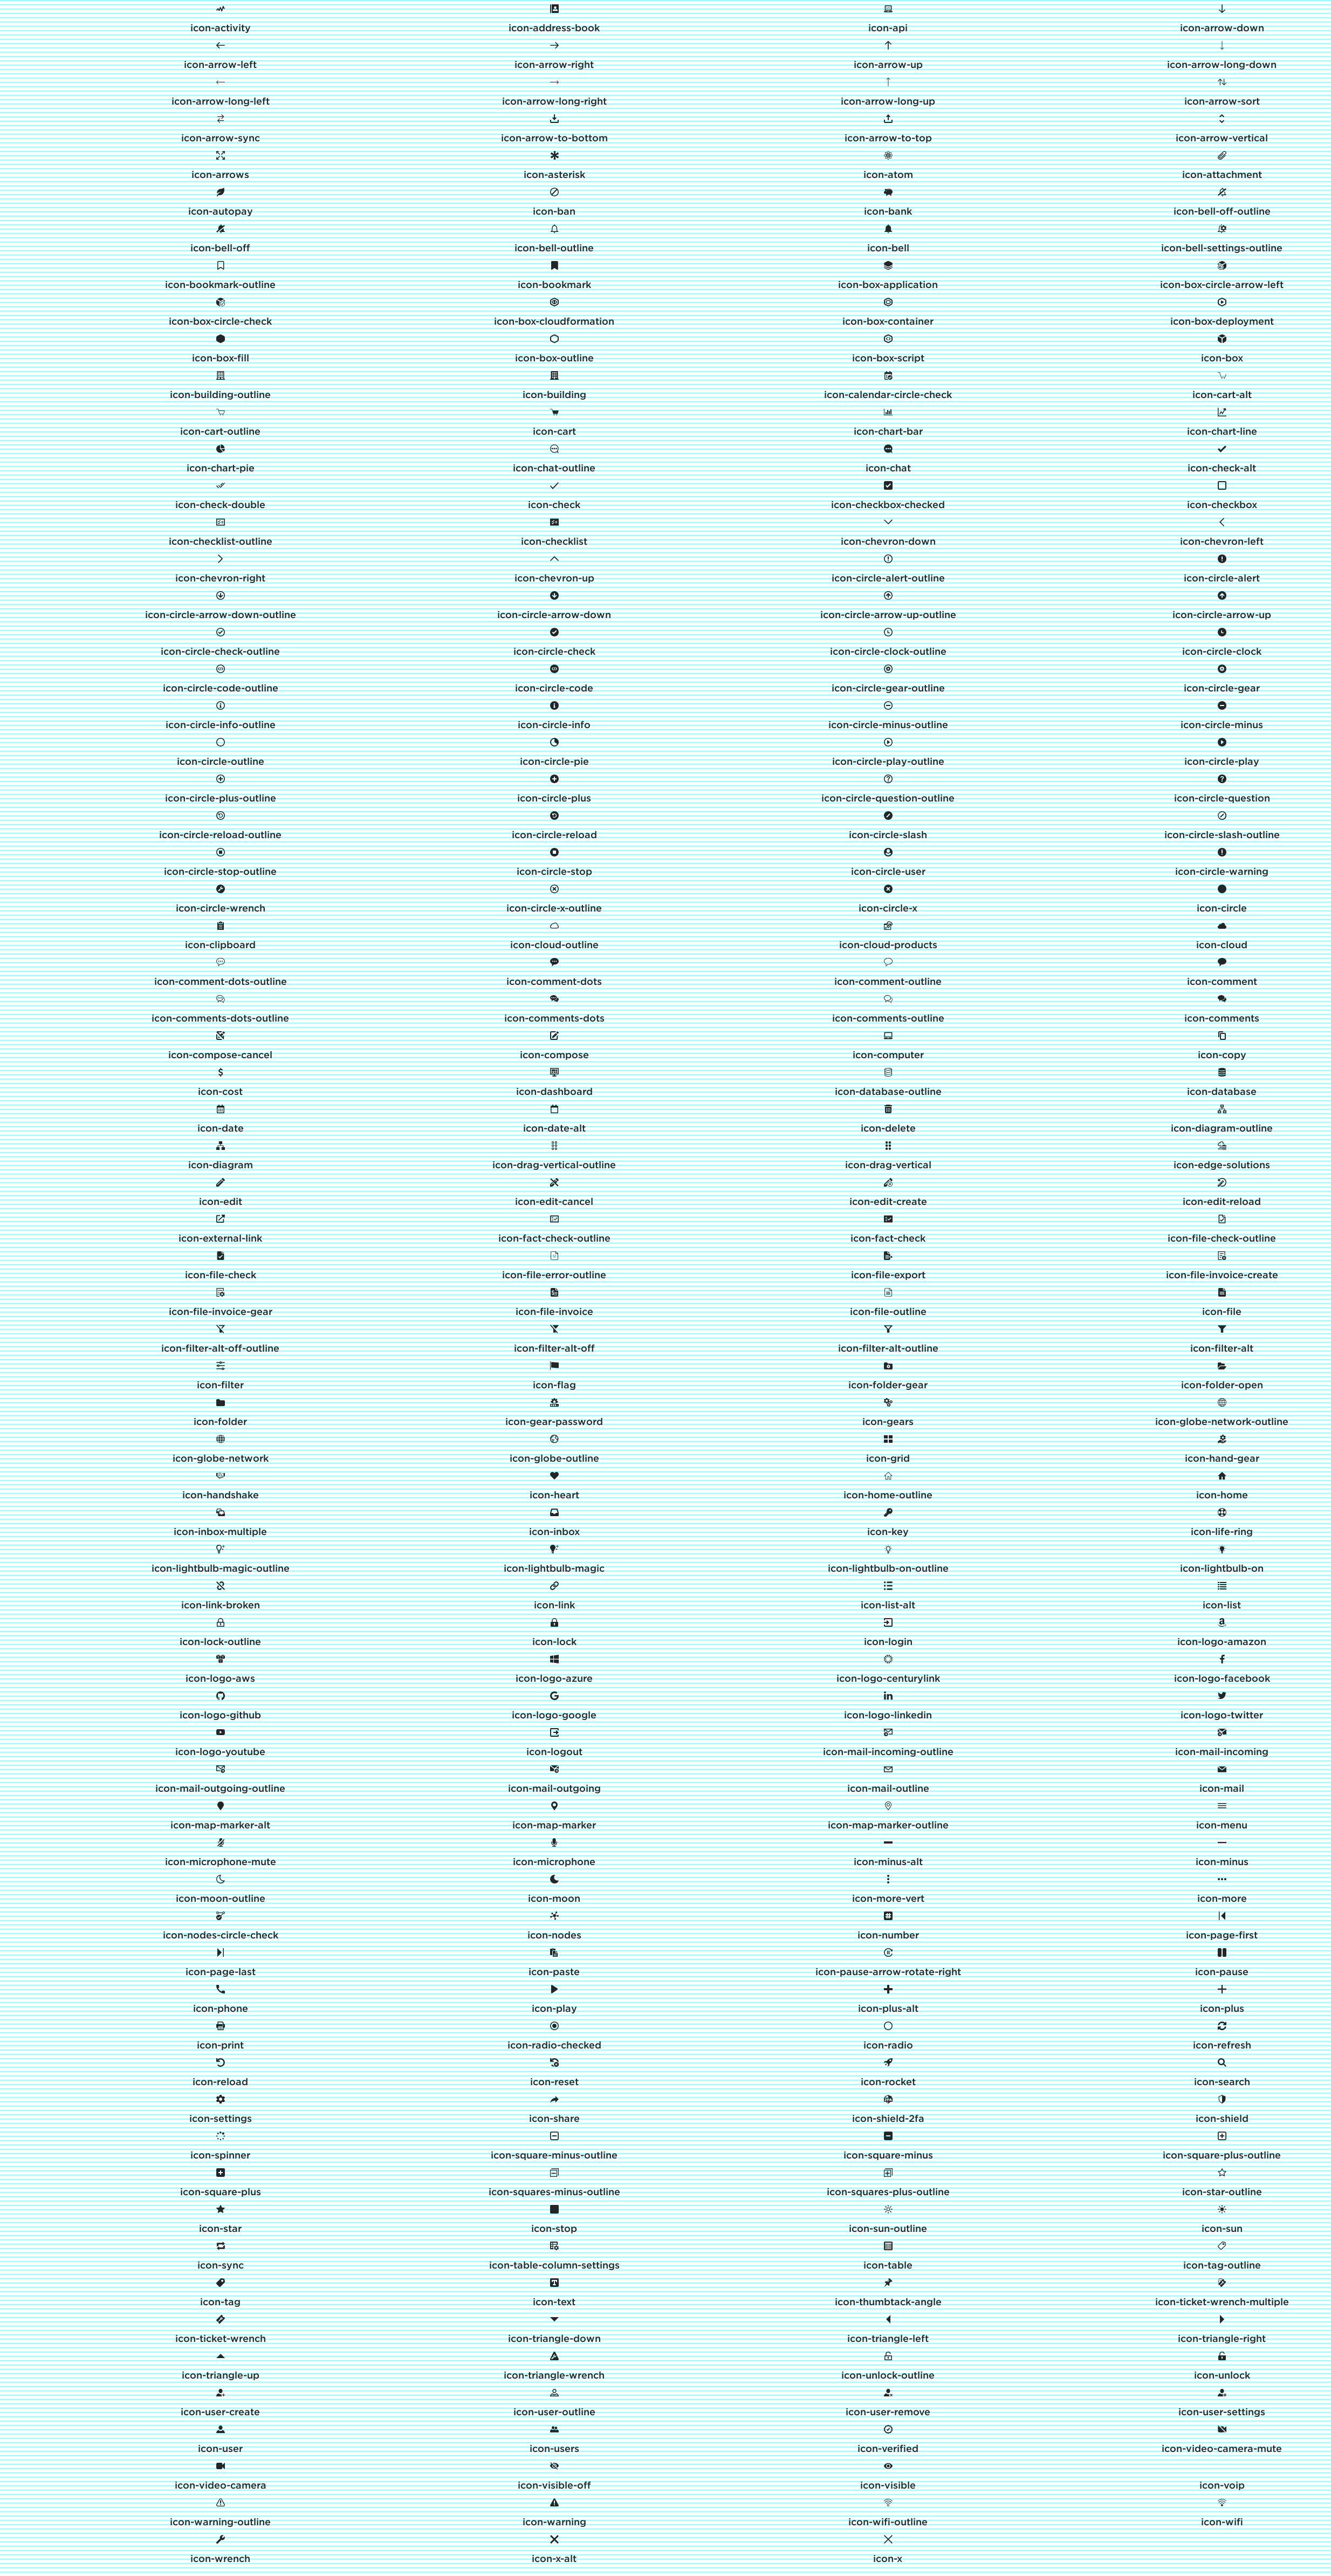 icon-activity icon-address-book icon-api icon-arrow-down
icon-arrow-left icon-arrow-right icon-arrow-up icon-arrow-long-down
icon-arrow-long-left icon-arrow-long-right icon-arrow-long-up icon-arrow-sort
icon-arrow-sync icon-arrow-to-bottom icon-arrow-to-top icon-arrow-vertical
icon-arrows icon-asterisk icon-atom icon-attachment
icon-autopay icon-ban icon-bank icon-bell-off-outline
icon-bell-off icon-bell-outline icon-bell icon-bell-settings-outline
icon-bookmark-outline icon-bookmark icon-box-application icon-box-circle-arrow-left
icon-box-circle-check icon-box-cloudformation icon-box-container icon-box-deployment
icon-box-fill icon-box-outline icon-box-script icon-box
icon-building-outline icon-building icon-calendar-circle-check icon-cart-alt
icon-cart-outline icon-cart icon-chart-bar icon-chart-line
icon-chart-pie icon-chat-outline icon-chat icon-check-alt
icon-check-double icon-check icon-checkbox-checked icon-checkbox
icon-checklist-outline icon-checklist icon-chevron-down icon-chevron-left
icon-chevron-right icon-chevron-up icon-circle-alert-outline icon-circle-alert
icon-circle-arrow-down-outline icon-circle-arrow-down icon-circle-arrow-up-outline icon-circle-arrow-up
icon-circle-check-outline icon-circle-check icon-circle-clock-outline icon-circle-clock
icon-circle-code-outline icon-circle-code icon-circle-gear-outline icon-circle-gear
icon-circle-info-outline icon-circle-info icon-circle-minus-outline icon-circle-minus
icon-circle-outline icon-circle-pie icon-circle-play-outline icon-circle-play
icon-circle-plus-outline icon-circle-plus icon-circle-question-outline icon-circle-question
icon-circle-reload-outline icon-circle-reload icon-circle-slash icon-circle-slash-outline
icon-circle-stop-outline icon-circle-stop icon-circle-user icon-circle-warning
icon-circle-wrench icon-circle-x-outline icon-circle-x icon-circle
icon-clipboard icon-cloud-outline icon-cloud-products icon-cloud
icon-comment-dots-outline icon-comment-dots icon-comment-outline icon-comment
icon-comments-dots-outline icon-comments-dots icon-comments-outline icon-comments
icon-compose-cancel icon-compose icon-computer icon-copy
icon-cost icon-dashboard icon-database-outline icon-database
icon-date icon-date-alt icon-delete icon-diagram-outline
icon-diagram icon-drag-vertical-outline icon-drag-vertical icon-edge-solutions
icon-edit icon-edit-cancel icon-edit-create icon-edit-reload
icon-external-link icon-fact-check-outline icon-fact-check icon-file-check-outline
icon-file-check icon-file-error-outline icon-file-export icon-file-invoice-create
icon-file-invoice-gear icon-file-invoice icon-file-outline icon-file
icon-filter-alt-off-outline icon-filter-alt-off icon-filter-alt-outline icon-filter-alt
icon-filter icon-flag icon-folder-gear icon-folder-open
icon-folder icon-gear-password icon-gears icon-globe-network-outline
icon-globe-network icon-globe-outline icon-grid icon-hand-gear
icon-handshake icon-heart icon-home-outline icon-home
icon-inbox-multiple icon-inbox icon-key icon-life-ring
icon-lightbulb-magic-outline icon-lightbulb-magic icon-lightbulb-on-outline icon-lightbulb-on
icon-link-broken icon-link icon-list-alt icon-list
icon-lock-outline icon-lock icon-login icon-logo-amazon
icon-logo-aws icon-logo-azure icon-logo-centurylink icon-logo-facebook
icon-logo-github icon-logo-google icon-logo-linkedin icon-logo-twitter
icon-logo-youtube icon-logout icon-mail-incoming-outline icon-mail-incoming
icon-mail-outgoing-outline icon-mail-outgoing icon-mail-outline icon-mail
icon-map-marker-alt icon-map-marker icon-map-marker-outline icon-menu
icon-microphone-mute icon-microphone icon-minus-alt icon-minus
icon-moon-outline icon-moon icon-more-vert icon-more
icon-nodes-circle-check icon-nodes icon-number icon-page-first
icon-page-last icon-paste icon-pause-arrow-rotate-right icon-pause
icon-phone icon-play icon-plus-alt icon-plus
icon-print icon-radio-checked icon-radio icon-refresh
icon-reload icon-reset icon-rocket icon-search
icon-settings icon-share icon-shield-2fa icon-shield
icon-spinner icon-square-minus-outline icon-square-minus icon-square-plus-outline
icon-square-plus icon-squares-minus-outline icon-squares-plus-outline icon-star-outline
icon-star icon-stop icon-sun-outline icon-sun
icon-sync icon-table-column-settings icon-table icon-tag-outline
icon-tag icon-text icon-thumbtack-angle icon-ticket-wrench-multiple
icon-ticket-wrench icon-triangle-down icon-triangle-left icon-triangle-right
icon-triangle-up icon-triangle-wrench icon-unlock-outline icon-unlock
icon-user-create icon-user-outline icon-user-remove icon-user-settings
icon-user icon-users icon-verified icon-video-camera-mute
icon-video-camera icon-visible-off icon-visible icon-voip
icon-warning-outline icon-warning icon-wifi-outline icon-wifi
icon-wrench icon-x-alt icon-x